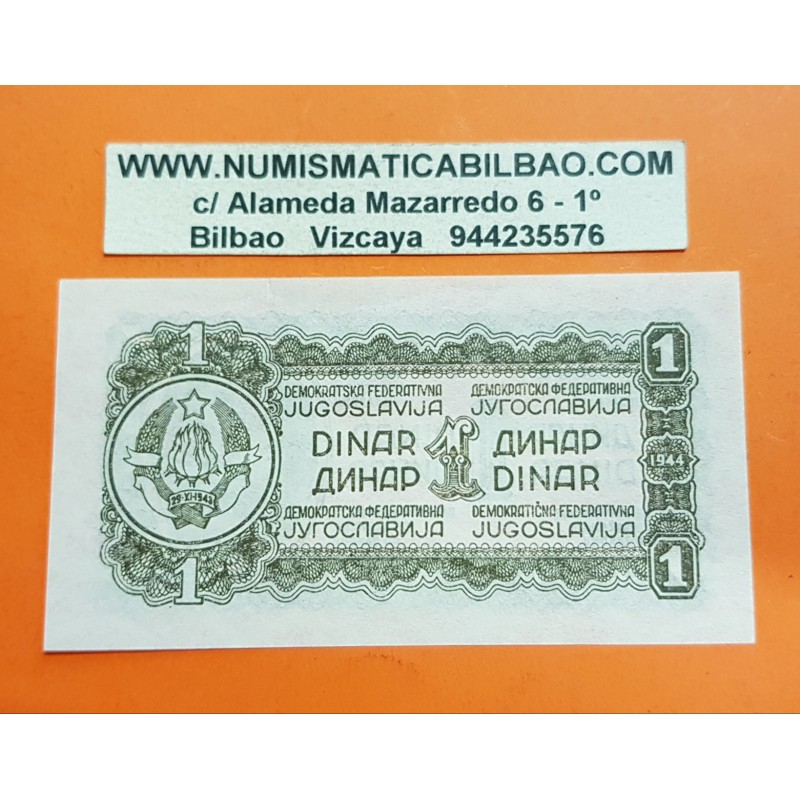 WWW.NUMISMATICABILBAO.COM
c/ Alameda Mazarredo 6 - 1º
Bilbao Vizcaya 944235576
1 1
DEMOKRATSKA FEDERATIVNA ДЕМОКРАТСКА ФЕДЕРАТИВНА
JUGOSLAVIJA ЈУГОСЛАВИЈА
DINAR 1 ДИНАР
ДИНАР DINAR
1944
29·XI·1943
ДЕМОКРАТСКА ФЕДЕРАТИВНА DEMOKRATIČNA FEDERATIVNA
ЈУГОСЛАВИЈА JUGOSLAVIJA
1 1